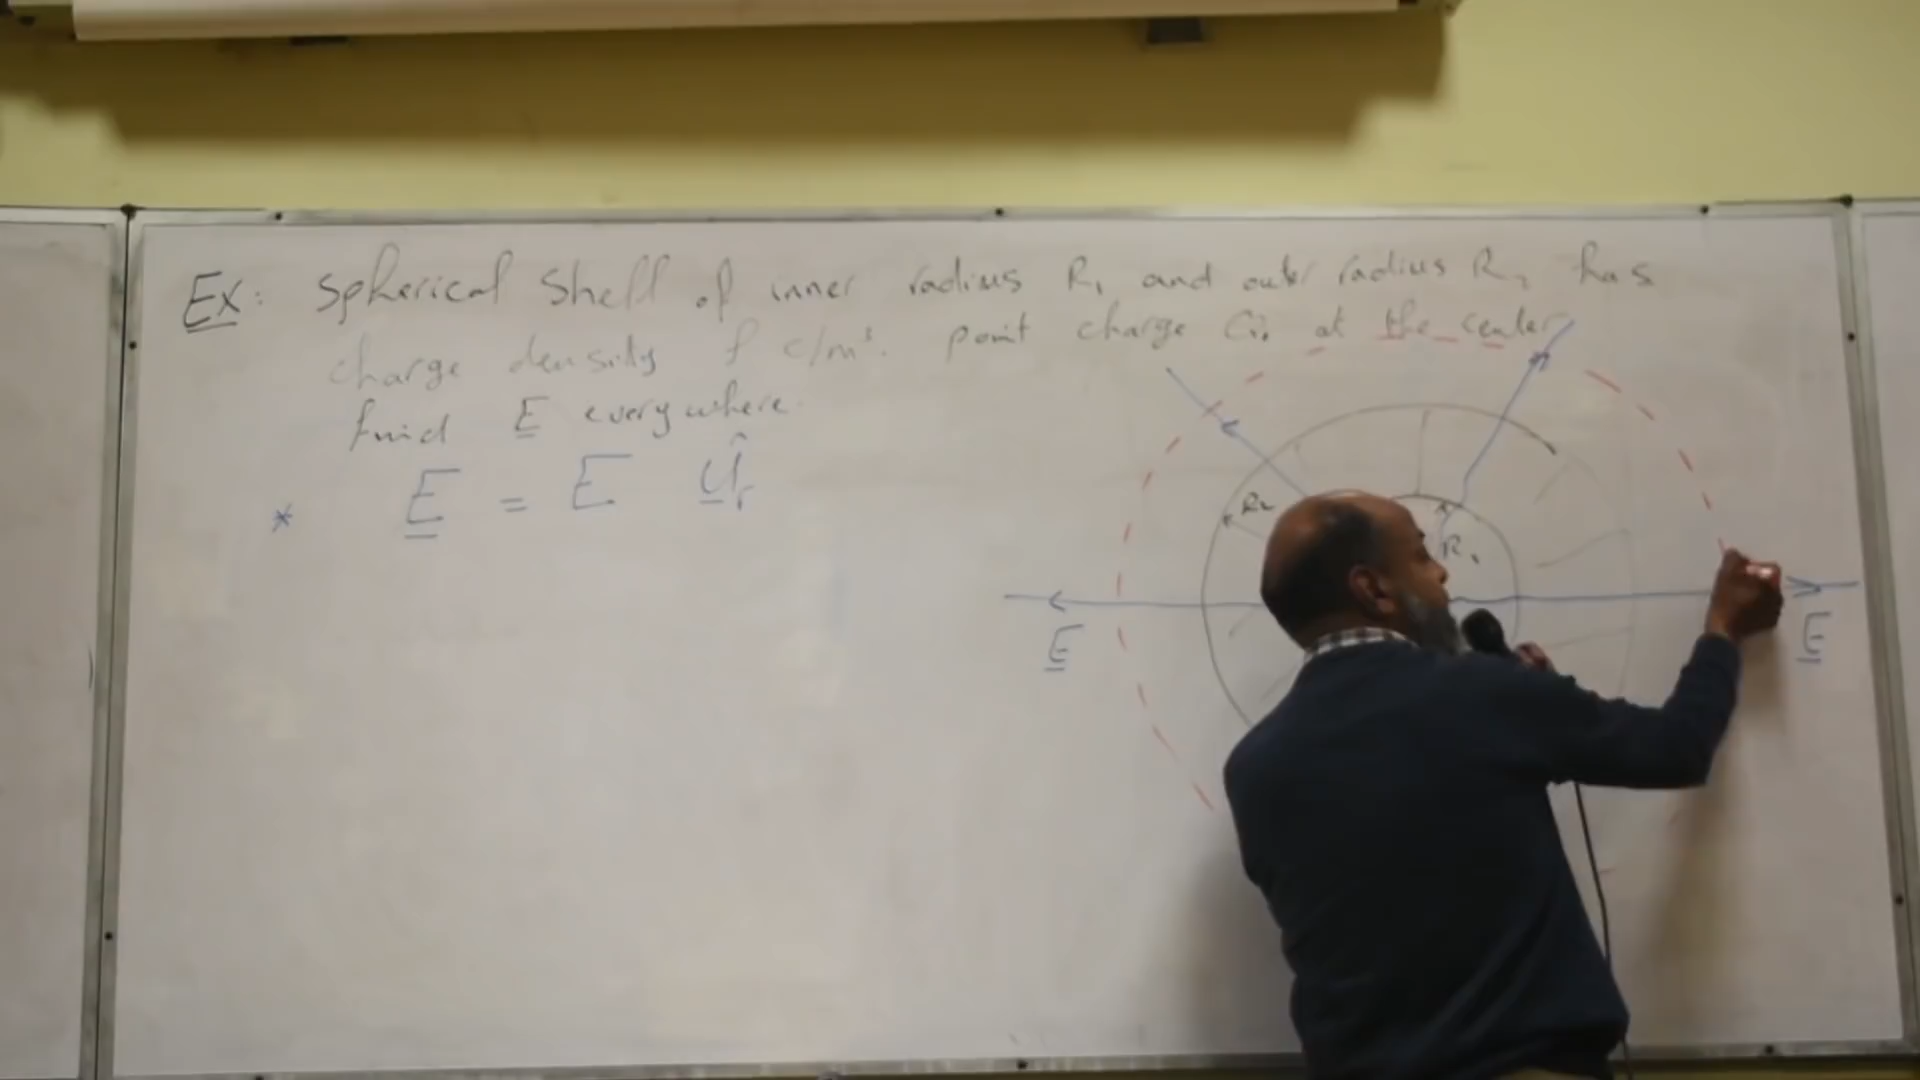 Ex: Spherical Shell of inner radius R₁ and outer radius R₂ has
charge density ρ c/m³. point charge Q. at the center
find E everywhere.
* E = E û_r
R₂
R₁
E
E